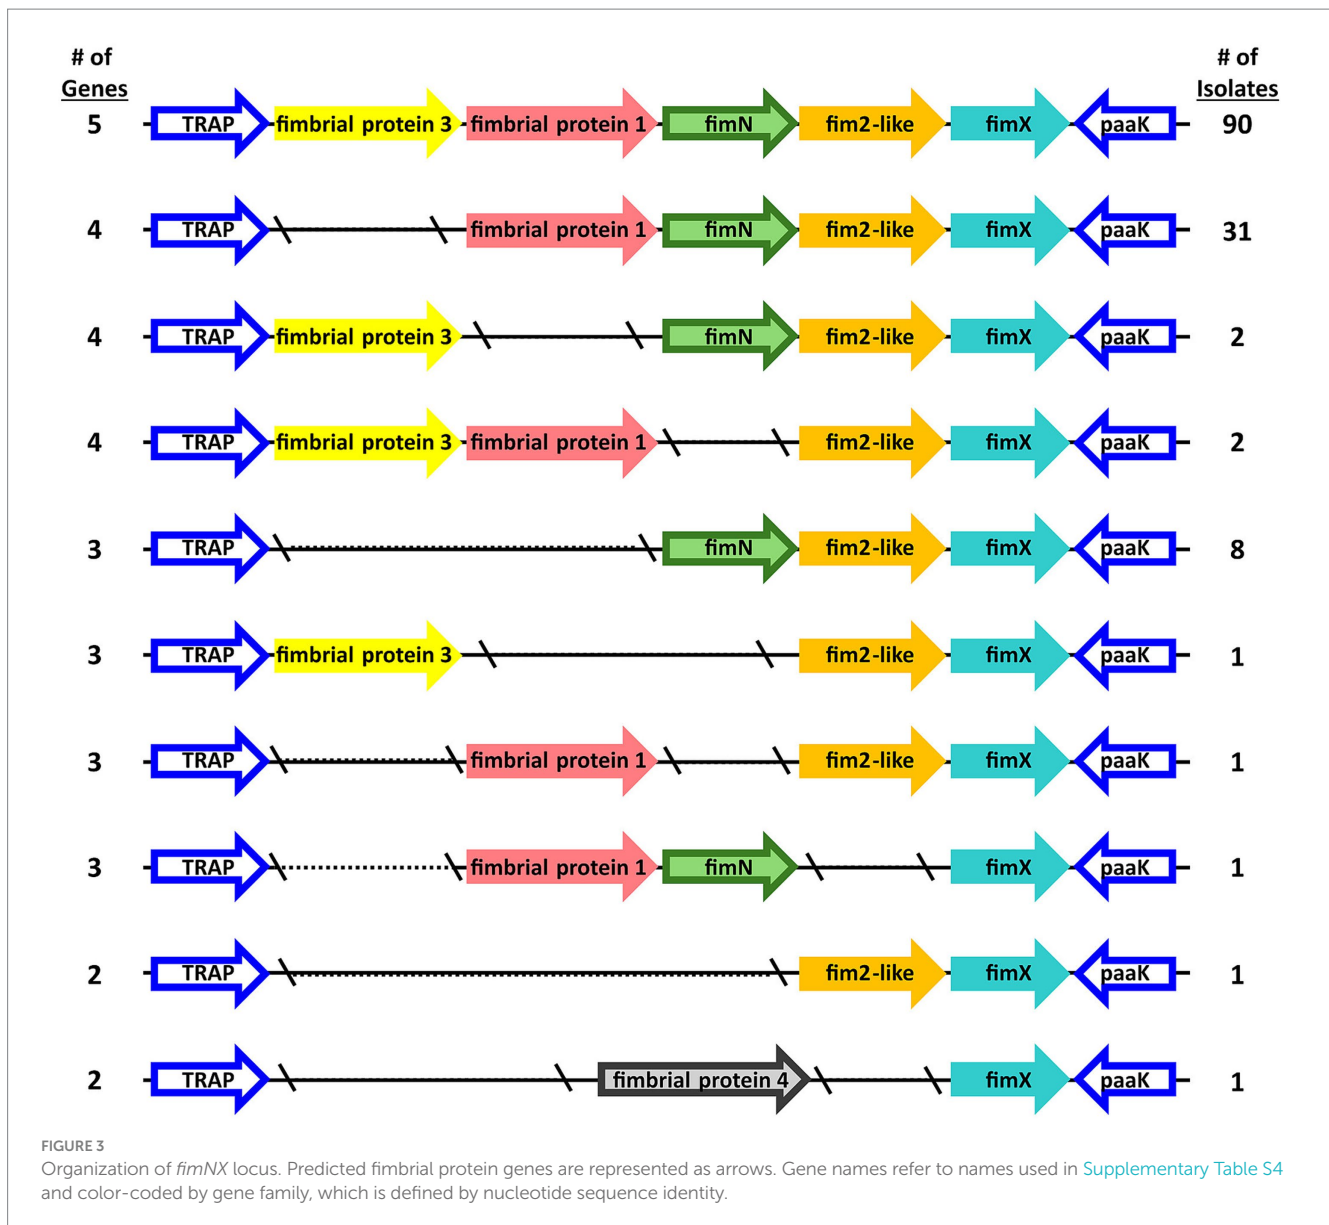 # of
Genes
# of
Isolates
5 TRAP fimbrial protein 3 fimbrial protein 1 fimN fim2-like fimX paaK 90
4 TRAP fimbrial protein 1 fimN fim2-like fimX paaK 31
4 TRAP fimbrial protein 3 fimN fim2-like fimX paaK 2
4 TRAP fimbrial protein 3 fimbrial protein 1 fim2-like fimX paaK 2
3 TRAP fimN fim2-like fimX paaK 8
3 TRAP fimbrial protein 3 fim2-like fimX paaK 1
3 TRAP fimbrial protein 1 fim2-like fimX paaK 1
3 TRAP fimbrial protein 1 fimN fimX paaK 1
2 TRAP fim2-like fimX paaK 1
2 TRAP fimbrial protein 4 fimX paaK 1
FIGURE 3
Organization of fimNX locus. Predicted fimbrial protein genes are represented as arrows. Gene names refer to names used in Supplementary Table S4
and color-coded by gene family, which is defined by nucleotide sequence identity.